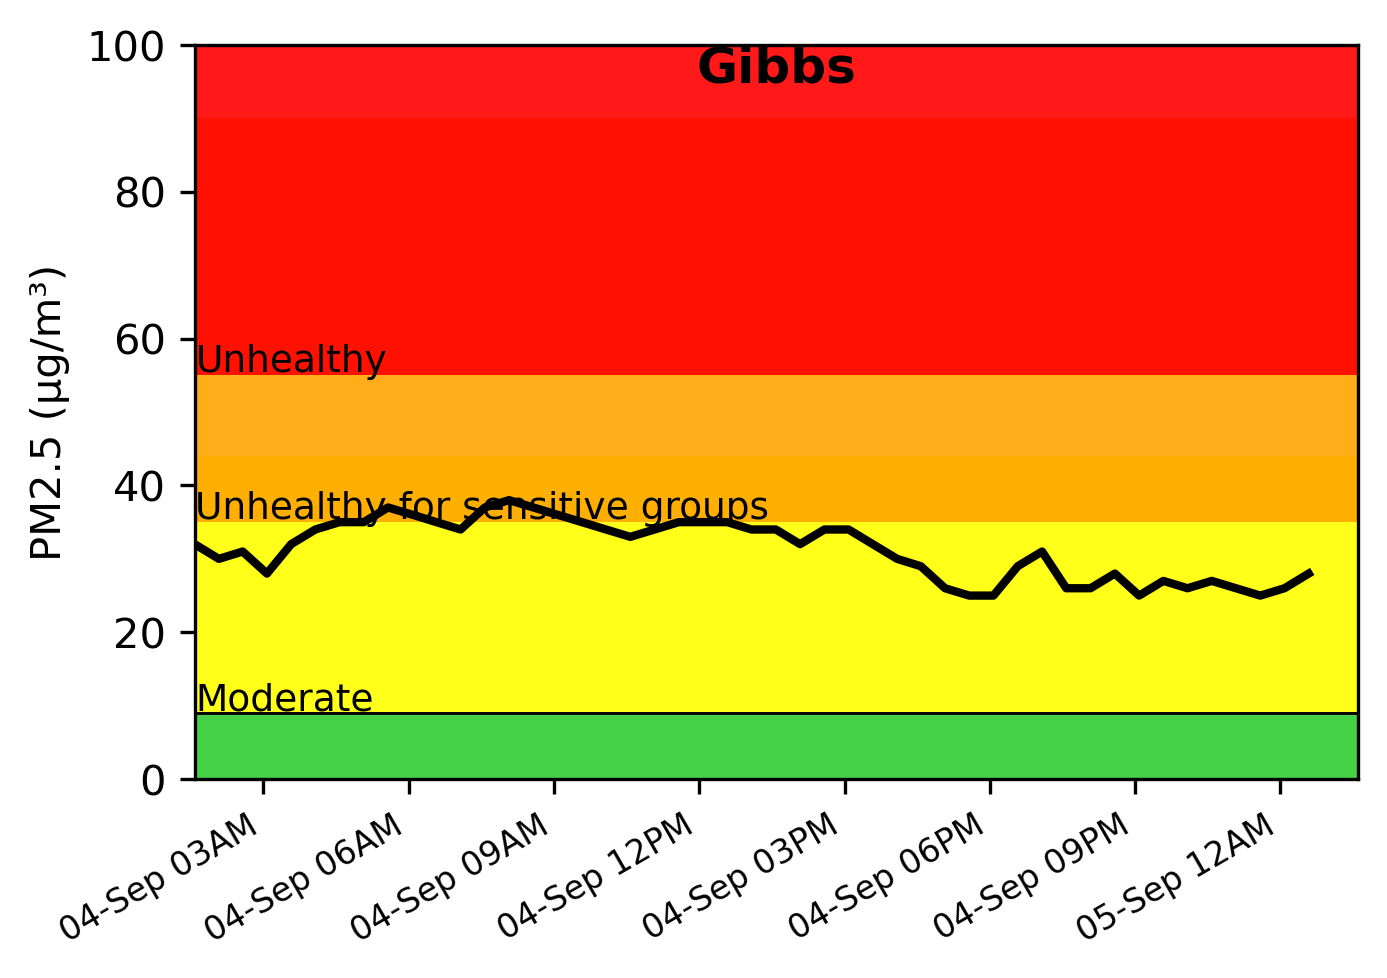 Gibbs
100
80
60
40
20
0
PM2.5 (μg/m³)
Unhealthy
Unhealthy for sensitive groups
Moderate
04-Sep 03AM
04-Sep 06AM
04-Sep 09AM
04-Sep 12PM
04-Sep 03PM
04-Sep 06PM
04-Sep 09PM
05-Sep 12AM